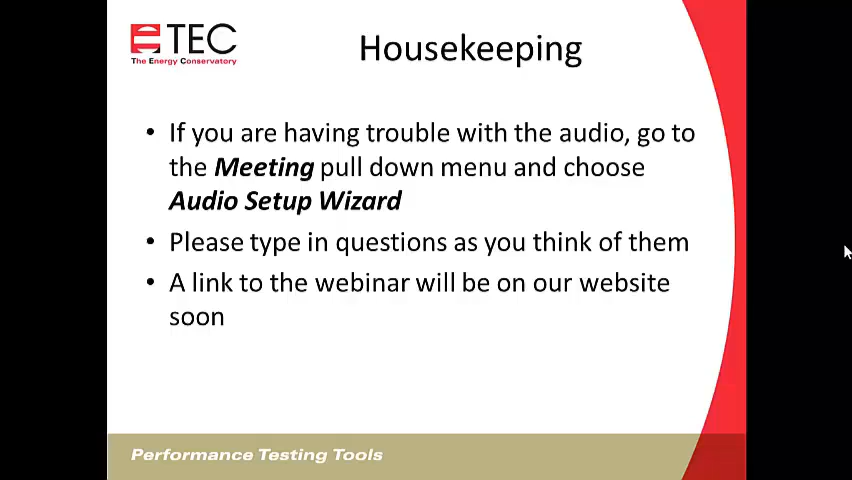 TEC
The Energy Conservatory
Housekeeping
• If you are having trouble with the audio, go to
the Meeting pull down menu and choose
Audio Setup Wizard
• Please type in questions as you think of them
• A link to the webinar will be on our website
soon
Performance Testing Tools